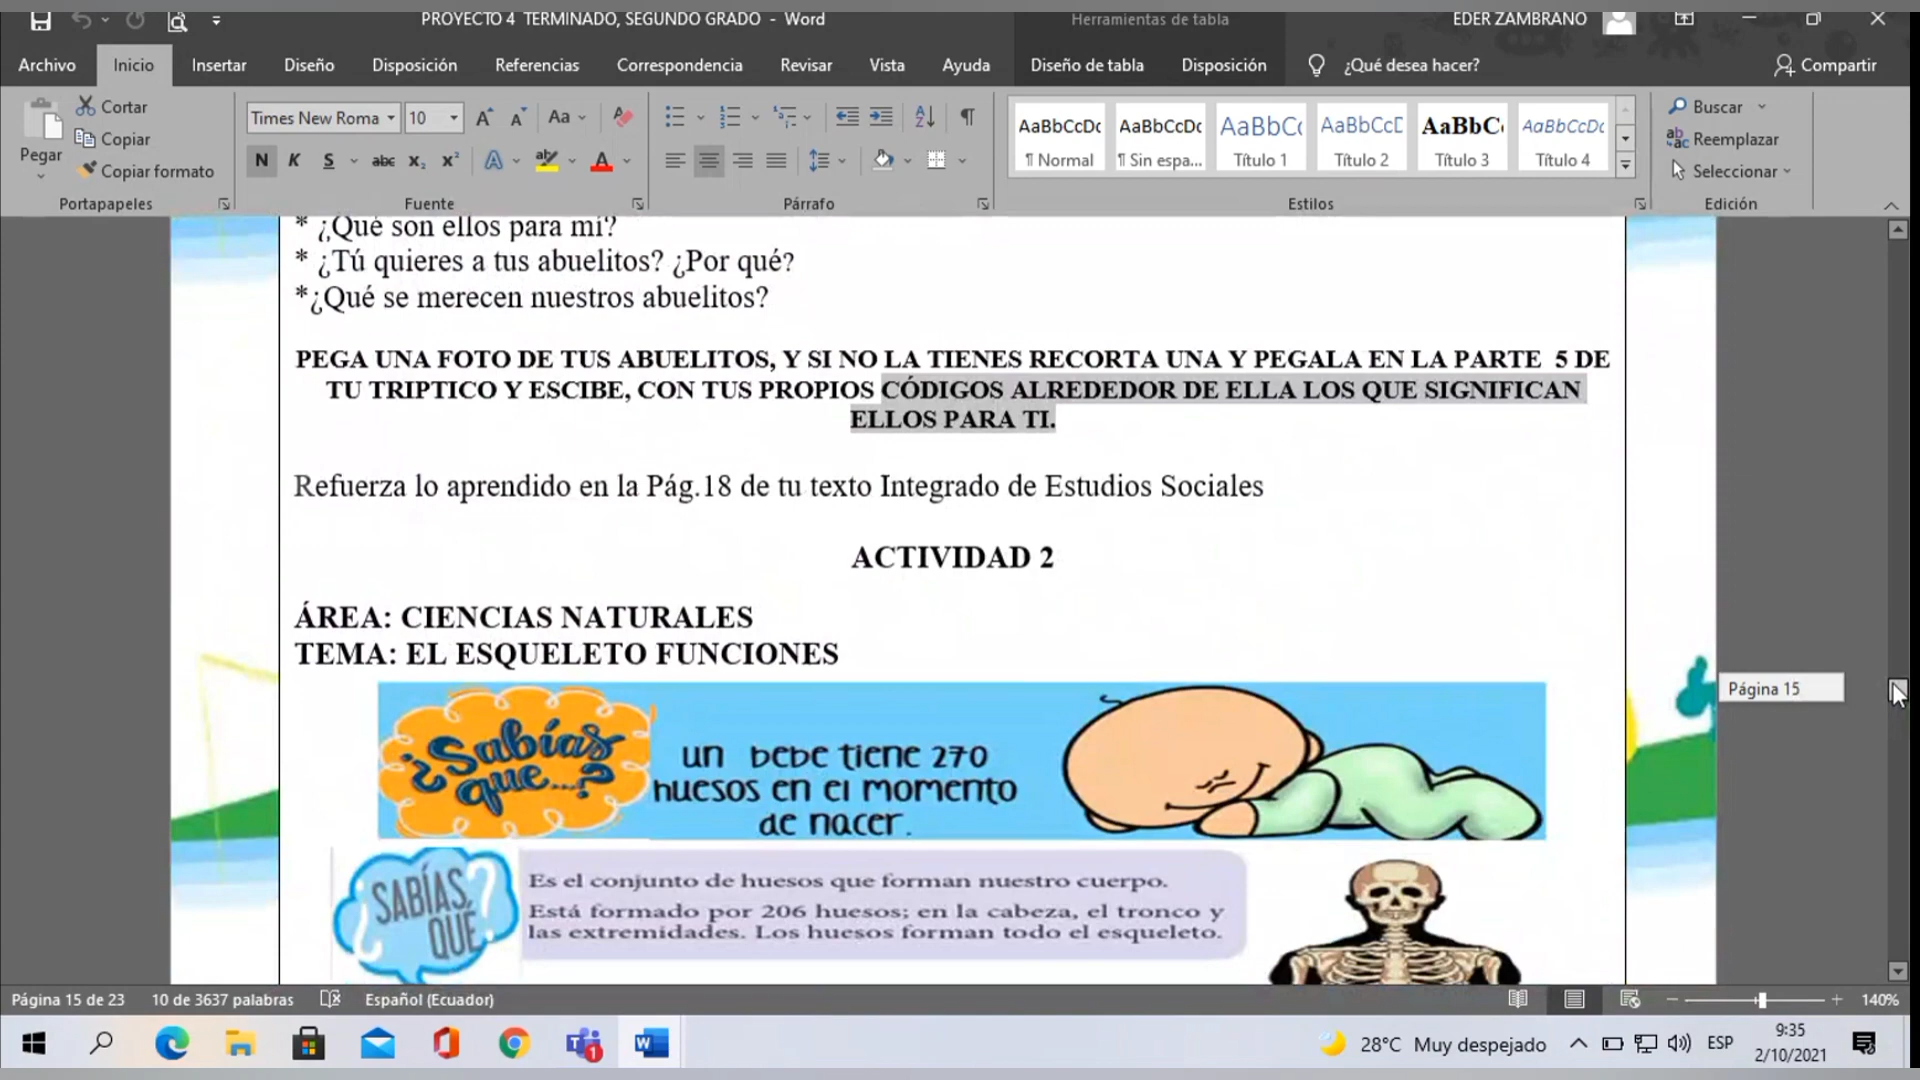 PROYECTO 4  TERMINADO, SEGUNDO GRADO  -  Word
Herramientas de tabla
EDER ZAMBRANO
Archivo
Inicio
Insertar
Diseño
Disposición
Referencias
Correspondencia
Revisar
Vista
Ayuda
Diseño de tabla
Disposición
¿Qué desea hacer?
Compartir
Pegar
Cortar
Copiar
Copiar formato
Portapapeles
Times New Roma
10
Aa
N K S abc x₂ x²
Fuente
Párrafo
AaBbCcDc
¶ Normal
AaBbCcDc
¶ Sin espa...
AaBbCc
Título 1
AaBbCcD
Título 2
AaBbC
Título 3
AaBbCcDc
Título 4
Estilos
Buscar
Reemplazar
Seleccionar
Edición
* ¿Qué son ellos para mí?
* ¿Tú quieres a tus abuelitos? ¿Por qué?
*¿Qué se merecen nuestros abuelitos?
PEGA UNA FOTO DE TUS ABUELITOS, Y SI NO LA TIENES RECORTA UNA Y PEGALA EN LA PARTE  5 DE
TU TRIPTICO Y ESCIBE, CON TUS PROPIOS CÓDIGOS ALREDEDOR DE ELLA LOS QUE SIGNIFICAN
ELLOS PARA TI.
Refuerza lo aprendido en la Pág.18 de tu texto Integrado de Estudios Sociales
ACTIVIDAD 2
ÁREA: CIENCIAS NATURALES
TEMA: EL ESQUELETO FUNCIONES
¿Sabías
que...?
un bebe tiene 270
huesos en el momento
de nacer.
SABÍAS
QUÉ?
Es el conjunto de huesos que forman nuestro cuerpo.
Está formado por 206 huesos; en la cabeza, el tronco y
las extremidades. Los huesos forman todo el esqueleto.
Página 15
Página 15 de 23
10 de 3637 palabras
Español (Ecuador)
140%
1
28°C  Muy despejado
ESP
9:35
2/10/2021